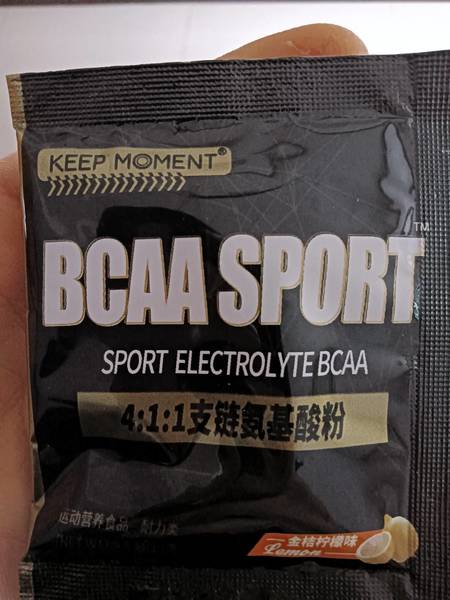 KEEP MOMENT®
BCAA SPORT™
SPORT ELECTROLYTE BCAA
4:1:1支链氨基酸粉
运动营养食品 耐力类
金桔柠檬味
Lemon